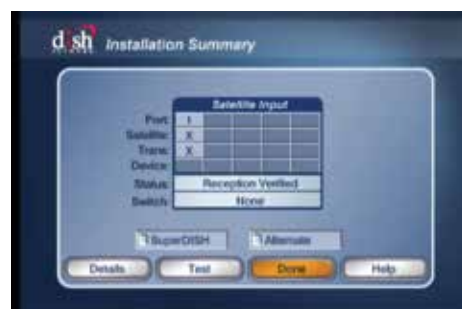 dish Installation Summary
NETWORK
Satellite Input
Port: 1
Satellite: X
Trans: X
Device:
Status: Reception Verified
Switch: None
SuperDISH Alternate
Details Test Done Help